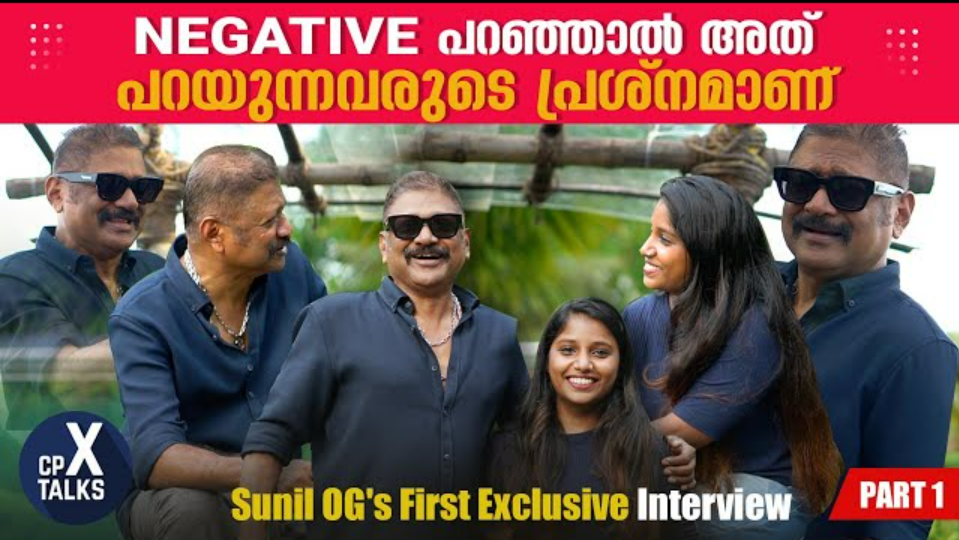 NEGATIVE പറഞ്ഞാൽ അത്
പറയുന്നവരുടെ പ്രശ്നമാണ്
CP X
TALKS
Sunil OG's First Exclusive Interview
PART 1